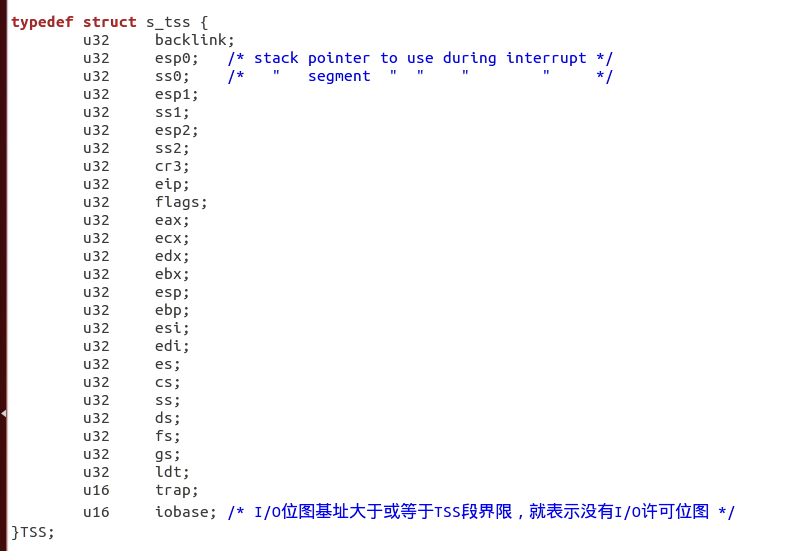 typedef struct s_tss {
u32 backlink;
u32 esp0; /* stack pointer to use during interrupt */
u32 ss0; /* " segment " " " " */
u32 esp1;
u32 ss1;
u32 esp2;
u32 ss2;
u32 cr3;
u32 eip;
u32 flags;
u32 eax;
u32 ecx;
u32 edx;
u32 ebx;
u32 esp;
u32 ebp;
u32 esi;
u32 edi;
u32 es;
u32 cs;
u32 ss;
u32 ds;
u32 fs;
u32 gs;
u32 ldt;
u16 trap;
u16 iobase; /* I/O位图基址大于或等于TSS段界限，就表示没有I/O许可位图 */
}TSS;